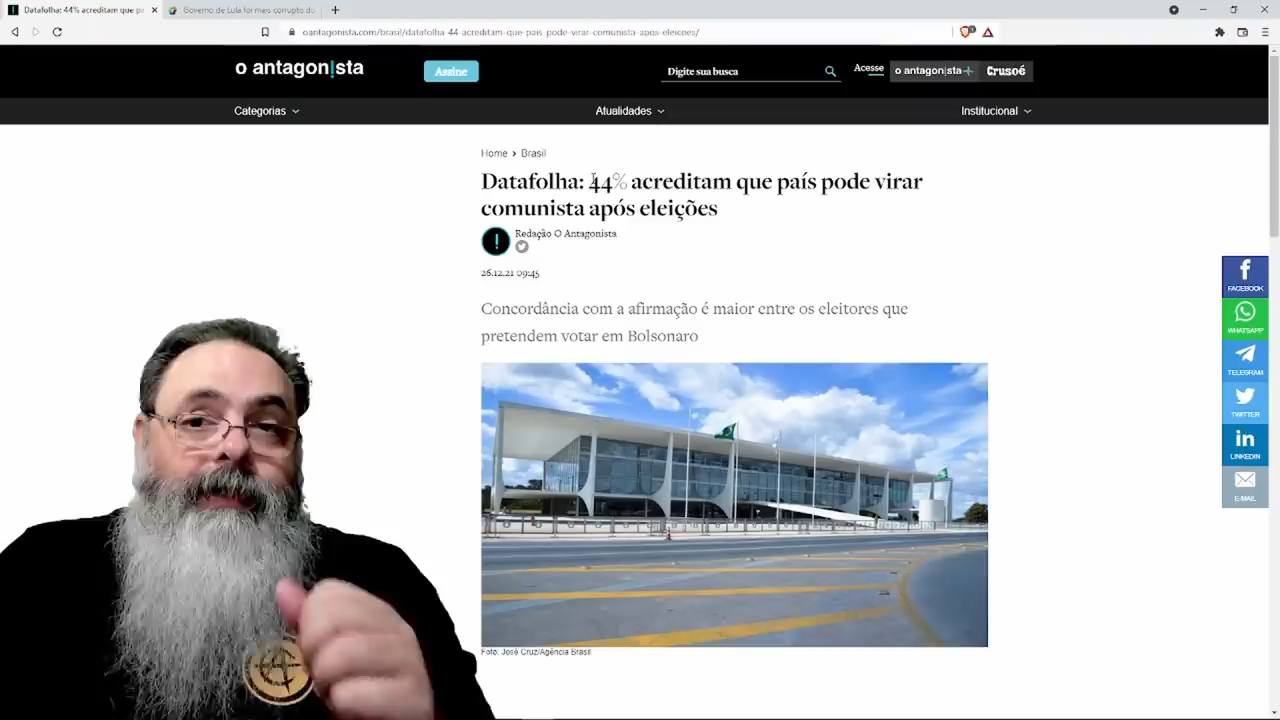 Datafolha: 44% acreditam que pa
Governo de Lula foi mais corrupto do
oantagonista.com/brasil/datafolha-44-acreditam-que-pais-pode-virar-comunista-apos-eleicoes/
o antagon!sta
Assine
Digite sua busca
Acesse
o antagon|sta+
Crusoé
Categorias
Atualidades
Institucional
Home › Brasil
Datafolha: 44% acreditam que país pode virar
comunista após eleições
Redação O Antagonista
26.12.21 09:45
Concordância com a afirmação é maior entre os eleitores que
pretendem votar em Bolsonaro
Foto: José Cruz/Agência Brasil
FACEBOOK
WHATSAPP
TELEGRAM
TWITTER
LINKEDIN
E-MAIL